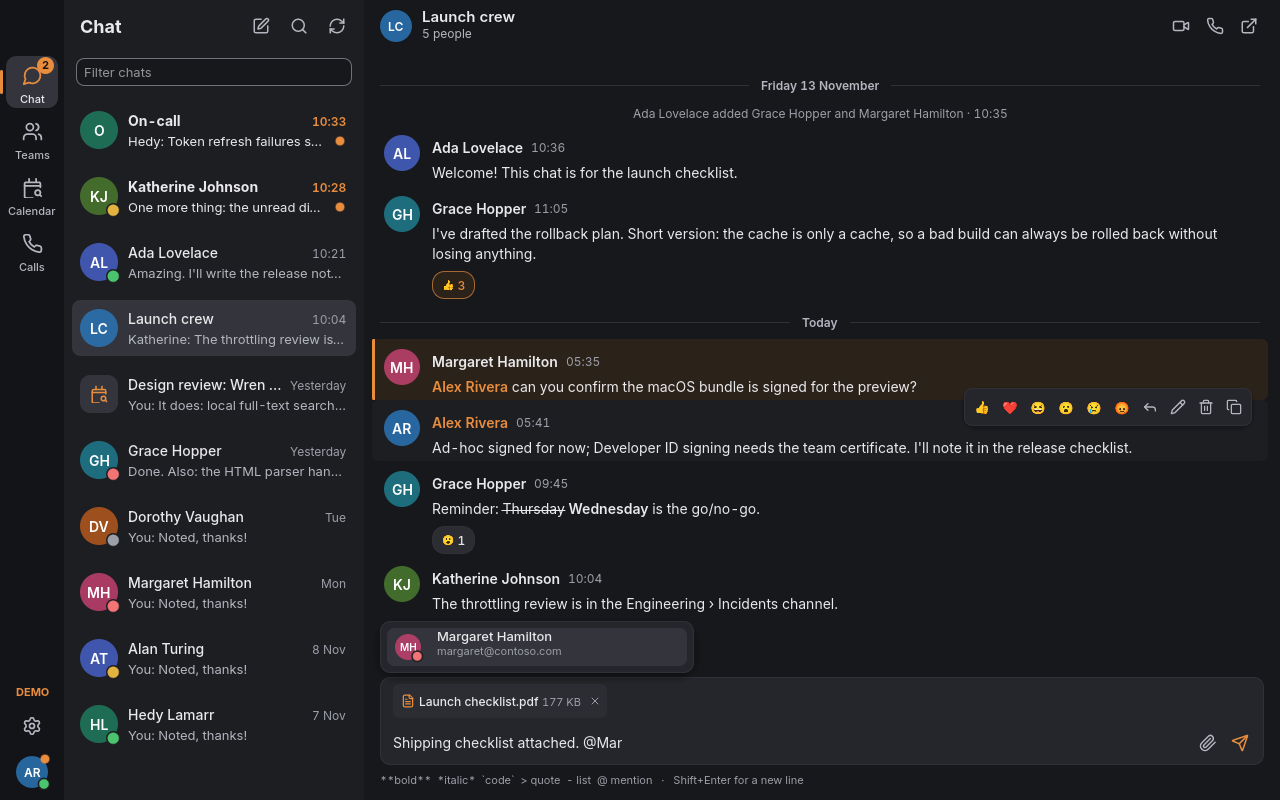 2
Chat
Teams
Calendar
Calls
DEMO
AR
Chat
Filter chats
O
On-call 10:33
Hedy: Token refresh failures s...
KJ
Katherine Johnson 10:28
One more thing: the unread di...
AL
Ada Lovelace 10:21
Amazing. I'll write the release not...
LC
Launch crew 10:04
Katherine: The throttling review is...
Design review: Wren ... Yesterday
You: It does: local full-text search...
GH
Grace Hopper Yesterday
Done. Also: the HTML parser han...
DV
Dorothy Vaughan Tue
You: Noted, thanks!
MH
Margaret Hamilton Mon
You: Noted, thanks!
AT
Alan Turing 8 Nov
You: Noted, thanks!
HL
Hedy Lamarr 7 Nov
You: Noted, thanks!
LC
Launch crew
5 people
Friday 13 November
Ada Lovelace added Grace Hopper and Margaret Hamilton · 10:35
AL
Ada Lovelace 10:36
Welcome! This chat is for the launch checklist.
GH
Grace Hopper 11:05
I've drafted the rollback plan. Short version: the cache is only a cache, so a bad build can always be rolled back without
losing anything.
👍 3
Today
MH
Margaret Hamilton 05:35
Alex Rivera can you confirm the macOS bundle is signed for the preview?
AR
Alex Rivera 05:41
Ad-hoc signed for now; Developer ID signing needs the team certificate. I'll note it in the release checklist.
GH
Grace Hopper 09:45
Reminder: Thursday Wednesday is the go/no-go.
😮 1
KJ
Katherine Johnson 10:04
The throttling review is in the Engineering › Incidents channel.
MH
Margaret Hamilton
margaret@contoso.com
Launch checklist.pdf 177 KB
Shipping checklist attached. @Mar
**bold** *italic* `code` > quote - list @ mention · Shift+Enter for a new line